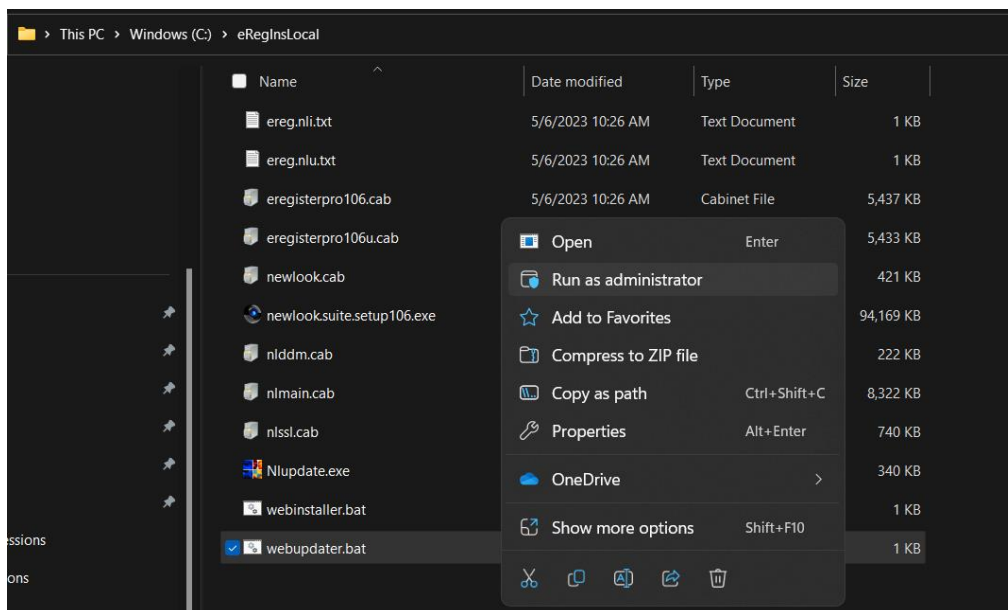 This PC > Windows (C:) > eRegInsLocal
Name Date modified Type Size
ereg.nli.txt 5/6/2023 10:26 AM Text Document 1 KB
ereg.nlu.txt 5/6/2023 10:26 AM Text Document 1 KB
eregisterpro106.cab 5/6/2023 10:26 AM Cabinet File 5,437 KB
eregisterpro106u.cab 5,433 KB
newlook.cab 421 KB
newlook.suite.setup106.exe 94,169 KB
nlddm.cab 222 KB
nlmain.cab 8,322 KB
nlssl.cab 740 KB
Nlupdate.exe 340 KB
webinstaller.bat 1 KB
webupdater.bat 1 KB
Open Enter
Run as administrator
Add to Favorites
Compress to ZIP file
Copy as path Ctrl+Shift+C
Properties Alt+Enter
OneDrive
Show more options Shift+F10
essions
ons